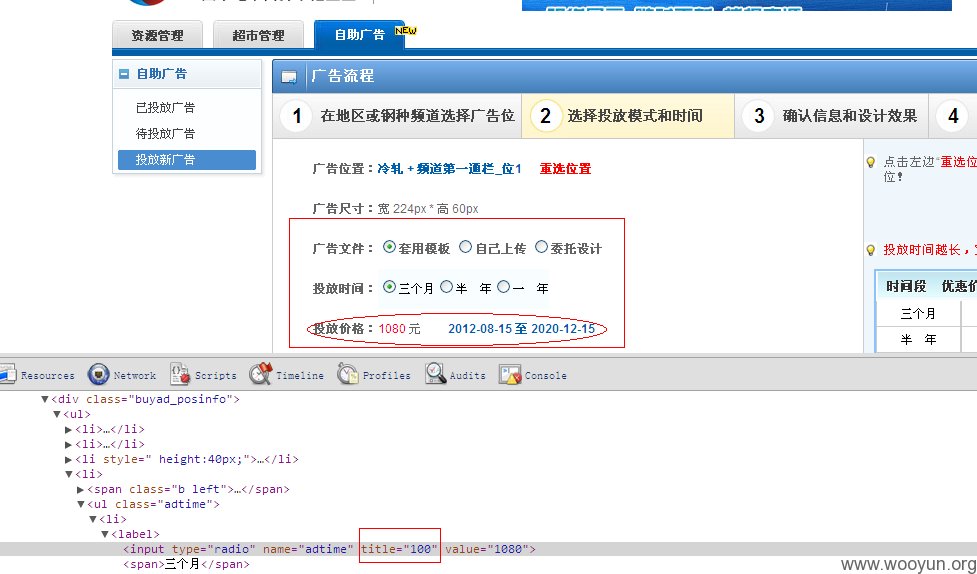 资源管理
超市管理
自助广告
NEW
自助广告
已投放广告
待投放广告
投放新广告
广告流程
1 在地区或钢种频道选择广告位
2 选择投放模式和时间
3 确认信息和设计效果
4
广告位置：冷轧 + 频道第一通栏_位1 重选位置
广告尺寸：宽 224px * 高 60px
广告文件： 套用模板 自己上传 委托设计
投放时间： 三个月 半 年 一 年
投放价格：1080 元 2012-08-15 至 2020-12-15
点击左边"重选位
位！
投放时间越长，
时间段 优惠价
三个月
半 年
Resources Network Scripts Timeline Profiles Audits Console
▼<div class="buyad_posinfo">
▼<ul>
▶<li>…</li>
▶<li>…</li>
▶<li style=" height:40px;">…</li>
▼<li>
▶<span class="b left">…</span>
▼<ul class="adtime">
▼<li>
▼<label>
<input type="radio" name="adtime" title="100" value="1080">
<span>三个月</span>
www.wooyun.org